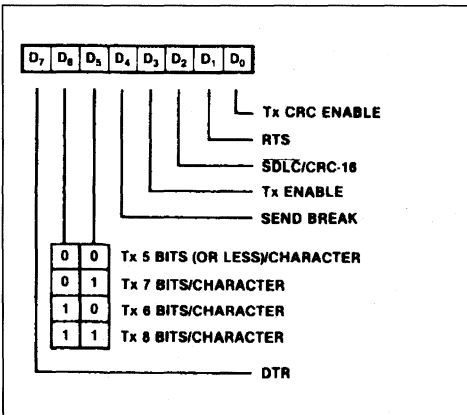 D7 D6 D5 D4 D3 D2 D1 D0
Tx CRC ENABLE
RTS
SDLC/CRC-16
Tx ENABLE
SEND BREAK
0 0 Tx 5 BITS (OR LESS)/CHARACTER
0 1 Tx 7 BITS/CHARACTER
1 0 Tx 6 BITS/CHARACTER
1 1 Tx 8 BITS/CHARACTER
DTR